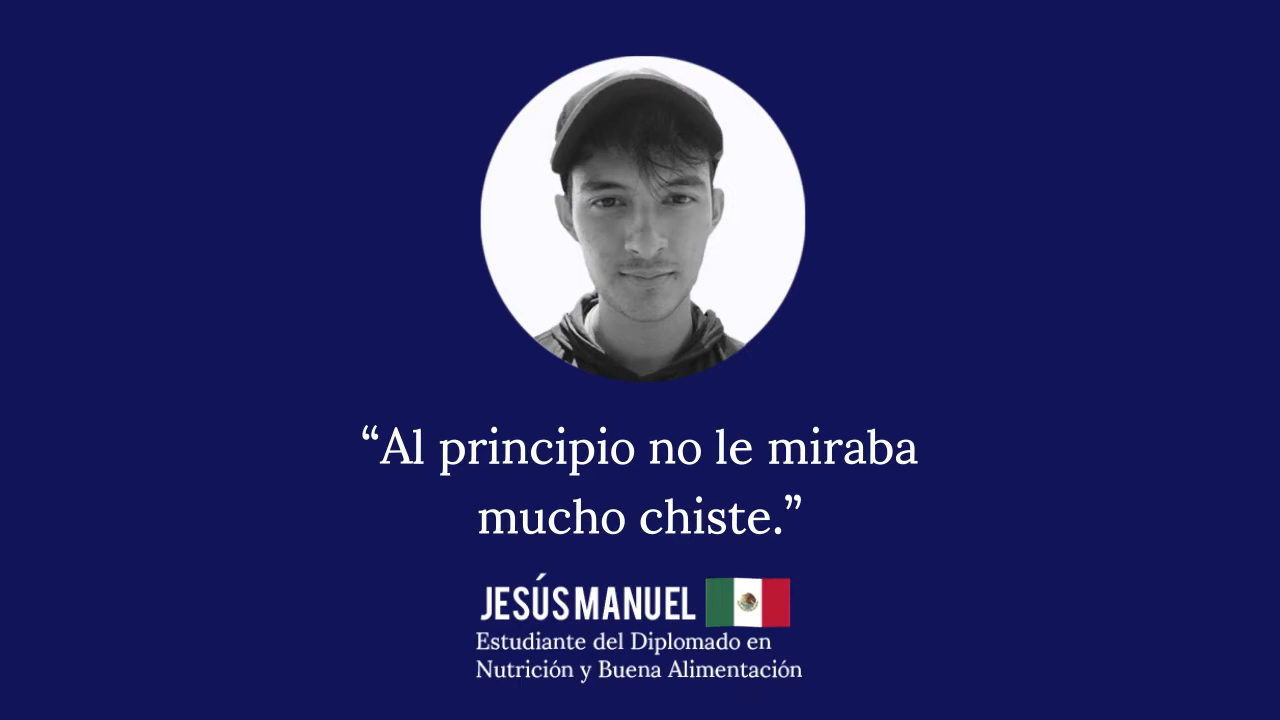 “Al principio no le miraba
mucho chiste.”
JESÚS MANUEL
Estudiante del Diplomado en
Nutrición y Buena Alimentación